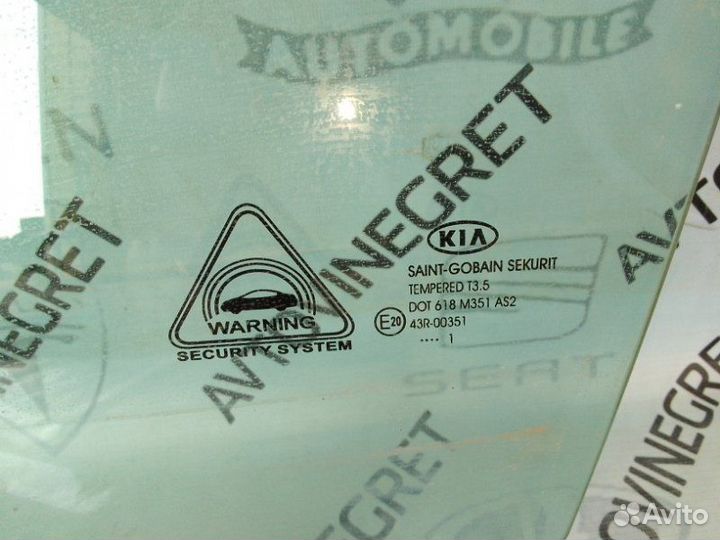 AUTOMOBILE
AVTOVINEGRET
KIA
SAINT-GOBAIN SEKURIT
TEMPERED T3.5
DOT 618 M351 AS2
E20 43R-00351
.... 1
WARNING
SECURITY SYSTEM
SEAT
AVTOVINEGRET
Avito